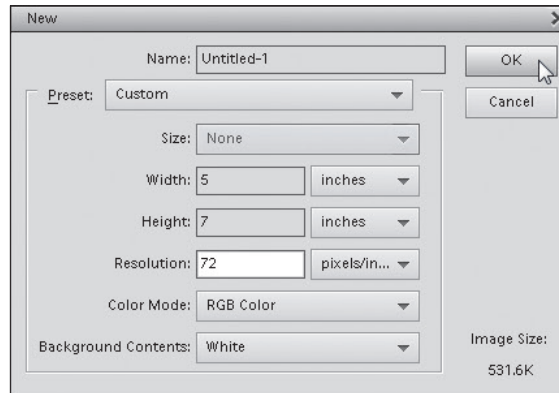 New
Name: Untitled-1
OK
Preset: Custom
Cancel
Size: None
Width: 5 inches
Height: 7 inches
Resolution: 72 pixels/in...
Color Mode: RGB Color
Background Contents: White
Image Size:
531.6K